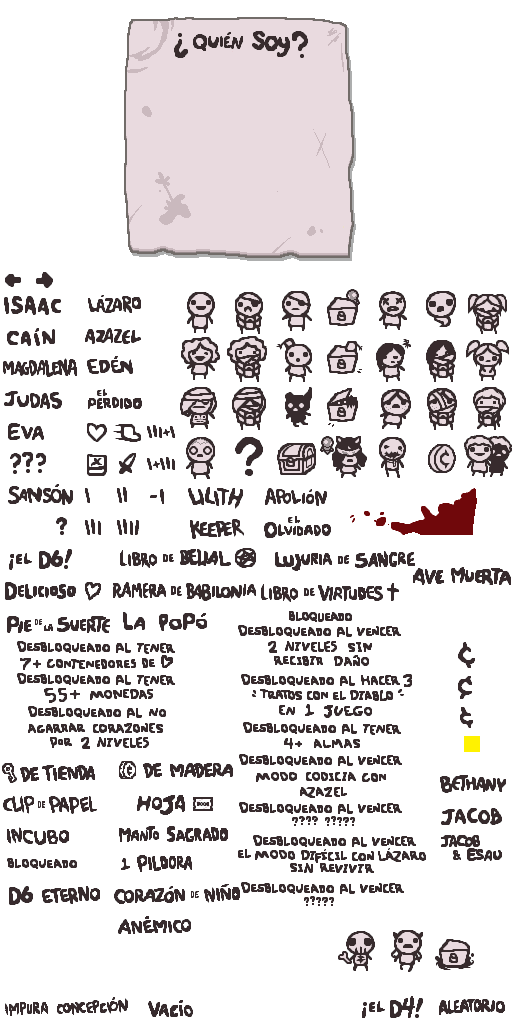 ¿QUIÉN SOY?
ISAAC LÁZARO
CAÍN AZAZEL
MAGDALENA EDÉN
JUDAS EL PERDIDO
EVA
???
SANSÓN LILITH APOLIÓN
? KEEPER EL OLVIDADO
¡EL D6! LIBRO DE BELIAL LUJURIA DE SANGRE
AVE MUERTA
DELICIOSO RAMERA DE BABILONIA LIBRO DE VIRTUDES
PIE DE LA SUERTE LA POPÓ
DESBLOQUEADO AL TENER
7+ CONTENEDORES DE
DESBLOQUEADO AL TENER
55+ MONEDAS
DESBLOQUEADO AL NO
AGARRAR CORAZONES
POR 2 NIVELES
BLOQUEADO
DESBLOQUEADO AL VENCER
2 NIVELES SIN
RECIBIR DAÑO
DESBLOQUEADO AL HACER 3
TRATOS CON EL DIABLO
EN 1 JUEGO
DESBLOQUEADO AL TENER
4+ ALMAS
DESBLOQUEADO AL VENCER
MODO CODICIA CON
AZAZEL
DESBLOQUEADO AL VENCER
???? ?????
DESBLOQUEADO AL VENCER
EL MODO DIFÍCIL CON LÁZARO
SIN REVIVIR
DESBLOQUEADO AL VENCER
?????
¢
¢
¢
DE TIENDA DE MADERA
CLIP DE PAPEL HOJA
INCUBO MANTO SAGRADO
BLOQUEADO 1 PILDORA
D6 ETERNO CORAZÓN DE NIÑO
ANÉMICO
BETHANY
JACOB
JACOB
& ESAU
IMPURA CONCEPCIÓN VACÍO ¡EL D4! ALEATORIO